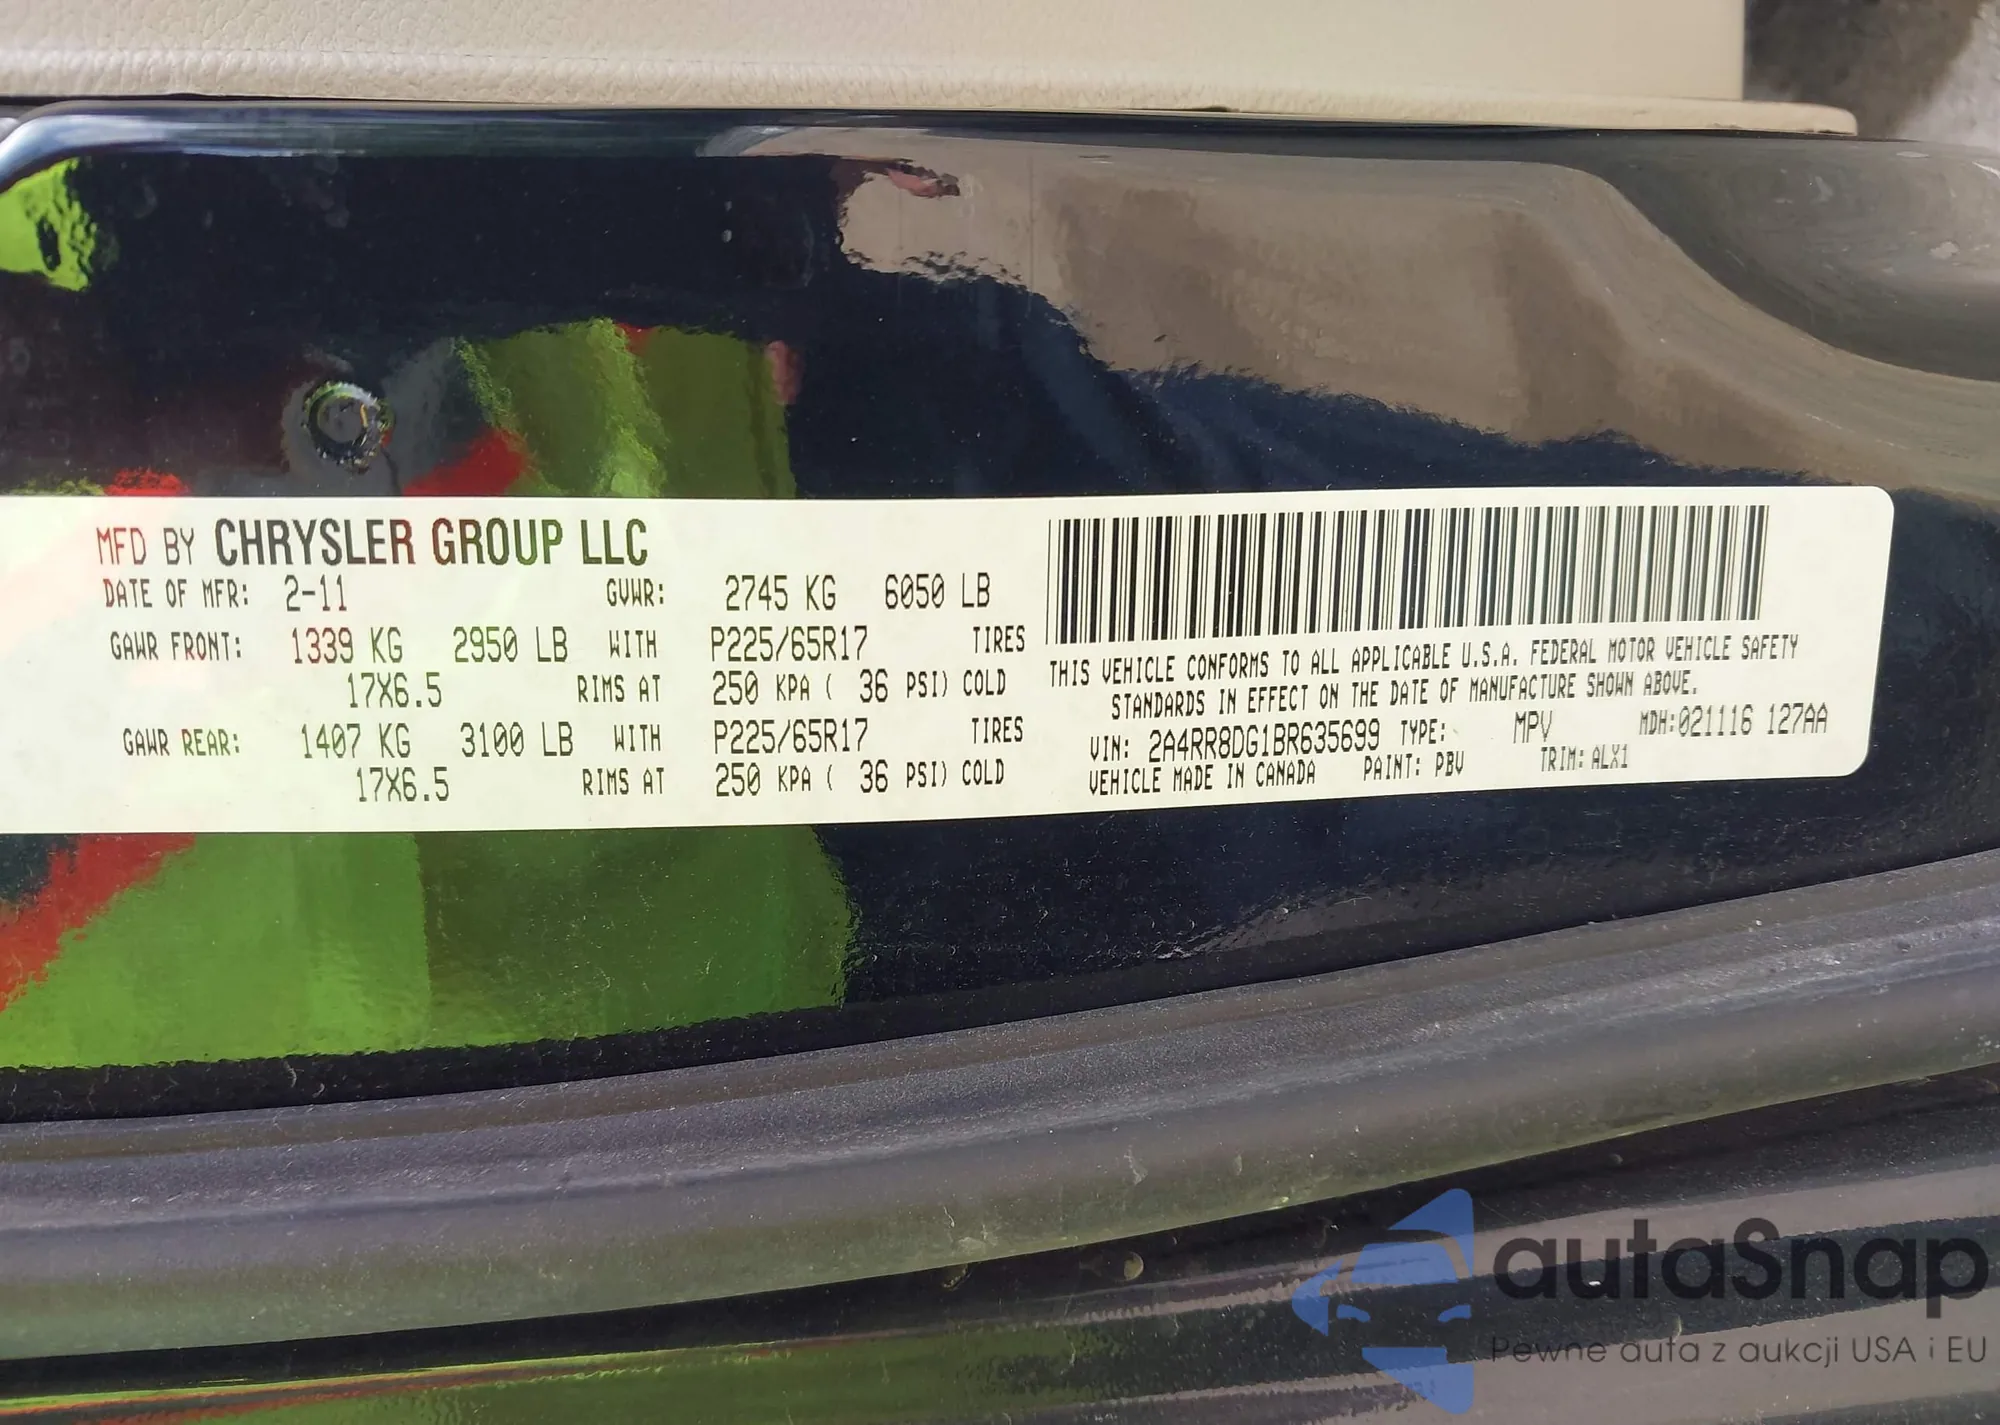 MFD BY CHRYSLER GROUP LLC
DATE OF MFR: 2-11 GVWR: 2745 KG 6050 LB
GAWR FRONT: 1339 KG 2950 LB WITH P225/65R17 TIRES
17X6.5 RIMS AT 250 KPA ( 36 PSI) COLD
GAWR REAR: 1407 KG 3100 LB WITH P225/65R17 TIRES
17X6.5 RIMS AT 250 KPA ( 36 PSI) COLD
THIS VEHICLE CONFORMS TO ALL APPLICABLE U.S.A. FEDERAL MOTOR VEHICLE SAFETY
STANDARDS IN EFFECT ON THE DATE OF MANUFACTURE SHOWN ABOVE.
VIN: 2A4RR8DG1BR635699 TYPE: MPV MDH:021116 127AA
VEHICLE MADE IN CANADA PAINT: PBV TRIM: ALX1
autaSnap
Pewne auta z aukcji USA i EU